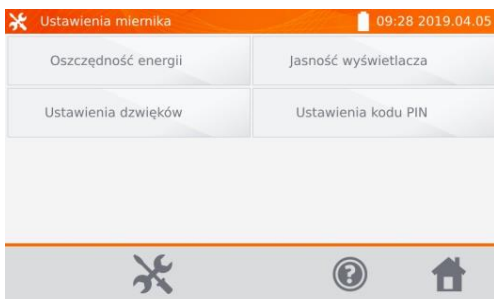 Ustawienia miernika 09:28 2019.04.05
Oszczędność energii Jasność wyświetlacza
Ustawienia dzwięków Ustawienia kodu PIN